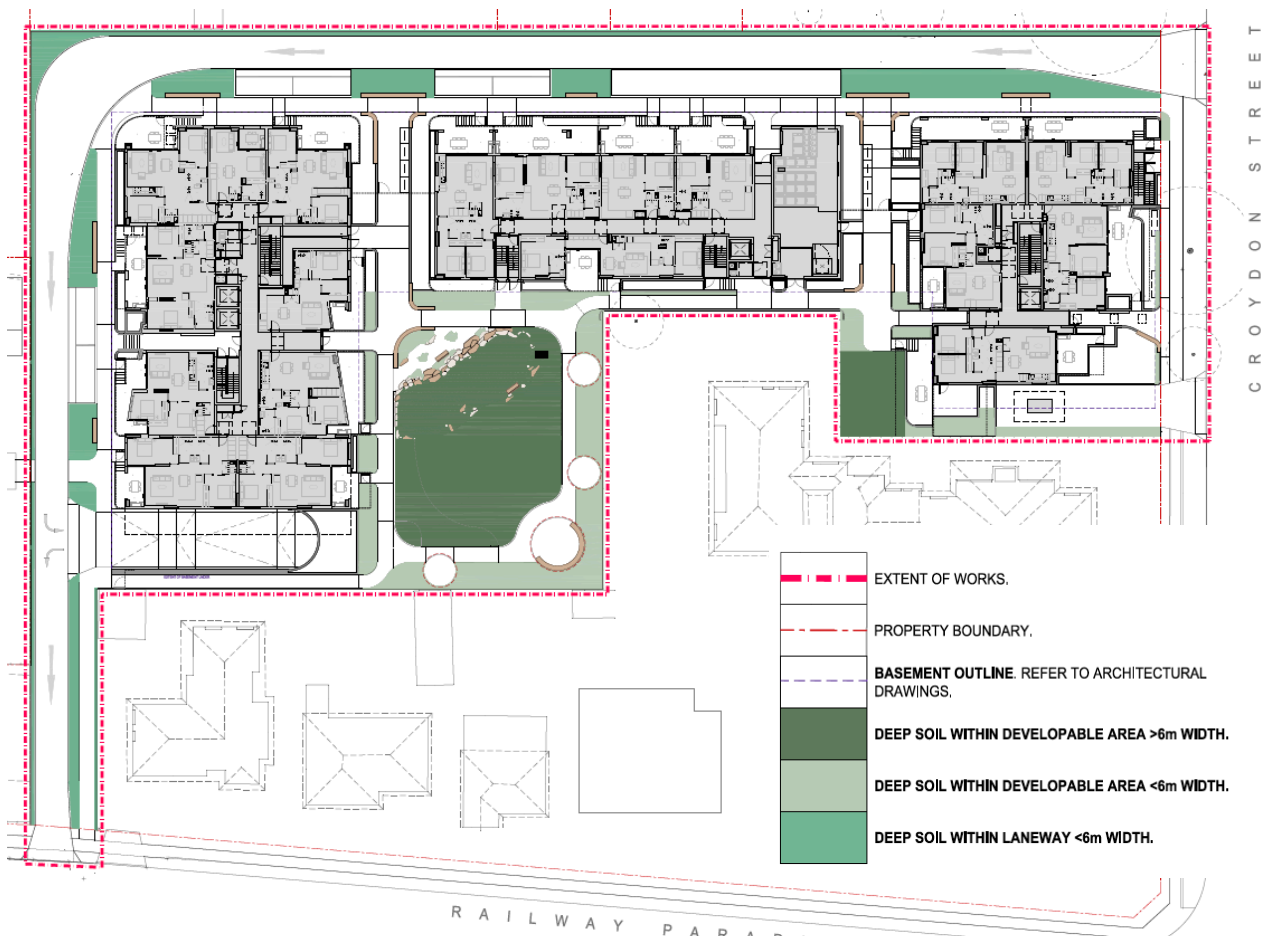 CROYDON STREET
EXTENT OF WORKS.
PROPERTY BOUNDARY.
BASEMENT OUTLINE. REFER TO ARCHITECTURAL
DRAWINGS.
DEEP SOIL WITHIN DEVELOPABLE AREA >6m WIDTH.
DEEP SOIL WITHIN DEVELOPABLE AREA <6m WIDTH.
DEEP SOIL WITHIN LANEWAY <6m WIDTH.
RAILWAY